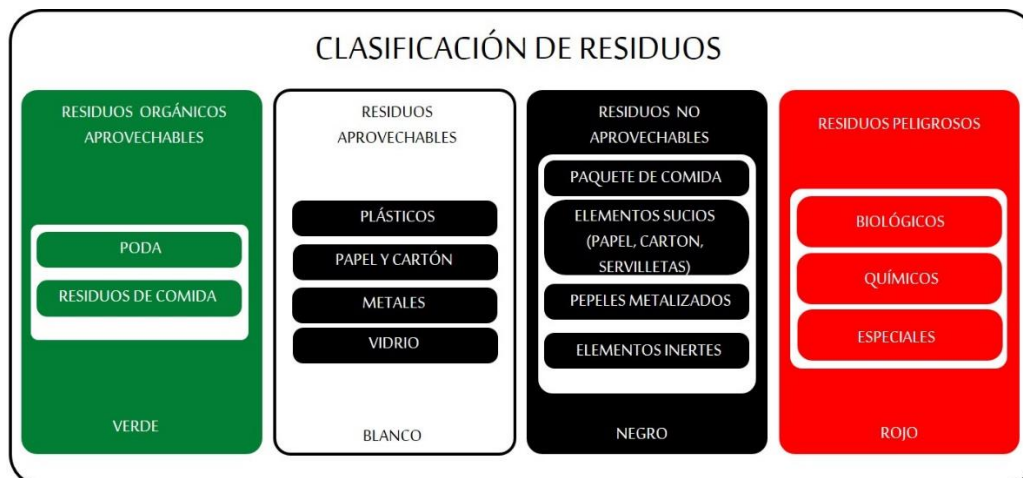 CLASIFICACIÓN DE RESIDUOS
RESIDUOS ORGÁNICOS
APROVECHABLES
PODA
RESIDUOS DE COMIDA
VERDE
RESIDUOS
APROVECHABLES
PLÁSTICOS
PAPEL Y CARTÓN
METALES
VIDRIO
BLANCO
RESIDUOS NO
APROVECHABLES
PAQUETE DE COMIDA
ELEMENTOS SUCIOS
(PAPEL, CARTON,
SERVILLETAS)
PEPELES METALIZADOS
ELEMENTOS INERTES
NEGRO
RESIDUOS PELIGROSOS
BIOLÓGICOS
QUÍMICOS
ESPECIALES
ROJO